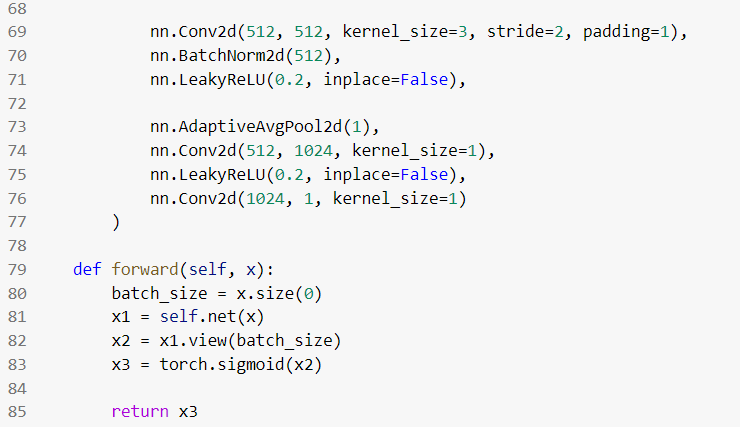 68
69 nn.Conv2d(512, 512, kernel_size=3, stride=2, padding=1),
70 nn.BatchNorm2d(512),
71 nn.LeakyReLU(0.2, inplace=False),
72
73 nn.AdaptiveAvgPool2d(1),
74 nn.Conv2d(512, 1024, kernel_size=1),
75 nn.LeakyReLU(0.2, inplace=False),
76 nn.Conv2d(1024, 1, kernel_size=1)
77 )
78
79 def forward(self, x):
80 batch_size = x.size(0)
81 x1 = self.net(x)
82 x2 = x1.view(batch_size)
83 x3 = torch.sigmoid(x2)
84
85 return x3